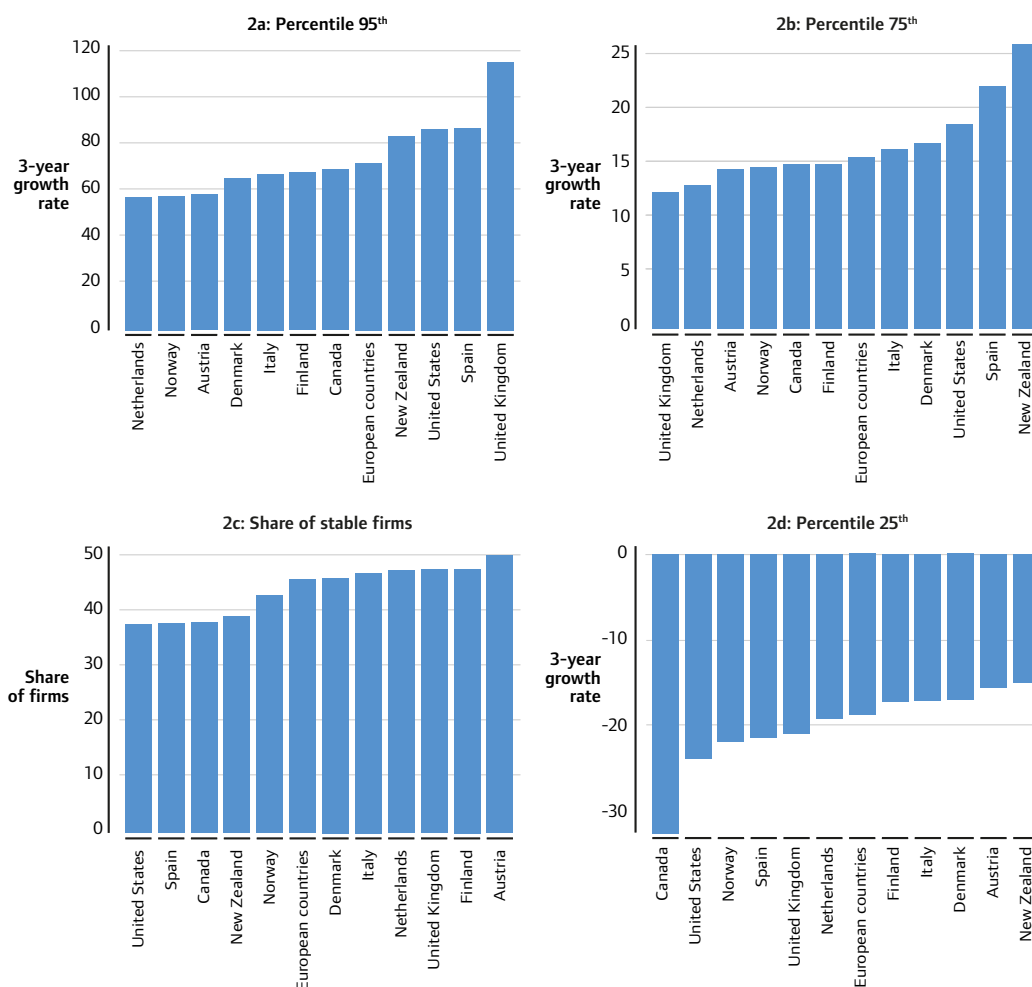 2a: Percentile 95th
120
100
80
60
40
20
0
3-year
growth
rate
Netherlands
Norway
Austria
Denmark
Italy
Finland
Canada
European countries
New Zealand
United States
Spain
United Kingdom
2b: Percentile 75th
25
20
15
10
5
0
3-year
growth
rate
United Kingdom
Netherlands
Austria
Norway
Canada
Finland
European countries
Italy
Denmark
United States
Spain
New Zealand
2c: Share of stable firms
50
40
30
20
10
0
Share
of firms
United States
Spain
Canada
New Zealand
Norway
European countries
Denmark
Italy
Netherlands
United Kingdom
Finland
Austria
2d: Percentile 25th
0
-10
-20
-30
3-year
growth
rate
Canada
United States
Norway
Spain
United Kingdom
Netherlands
European countries
Finland
Italy
Denmark
Austria
New Zealand